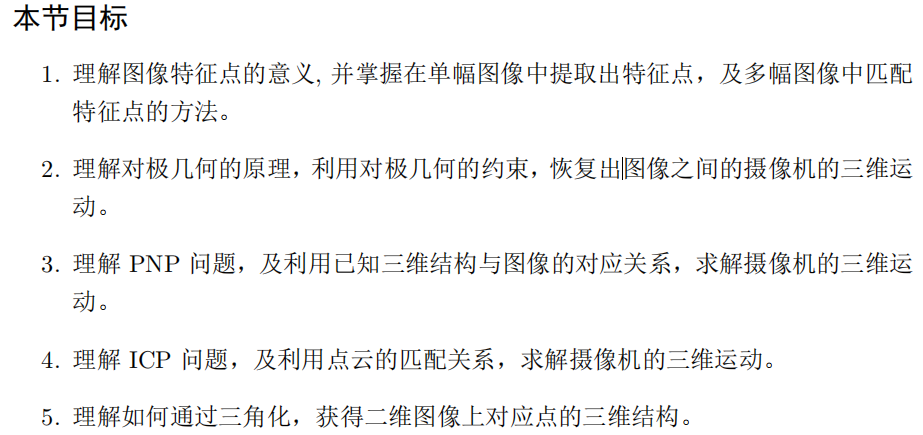 本节目标
1. 理解图像特征点的意义, 并掌握在单幅图像中提取出特征点，及多幅图像中匹配
特征点的方法。
2. 理解对极几何的原理，利用对极几何的约束，恢复出图像之间的摄像机的三维运
动。
3. 理解 PNP 问题，及利用已知三维结构与图像的对应关系，求解摄像机的三维运
动。
4. 理解 ICP 问题，及利用点云的匹配关系，求解摄像机的三维运动。
5. 理解如何通过三角化，获得二维图像上对应点的三维结构。